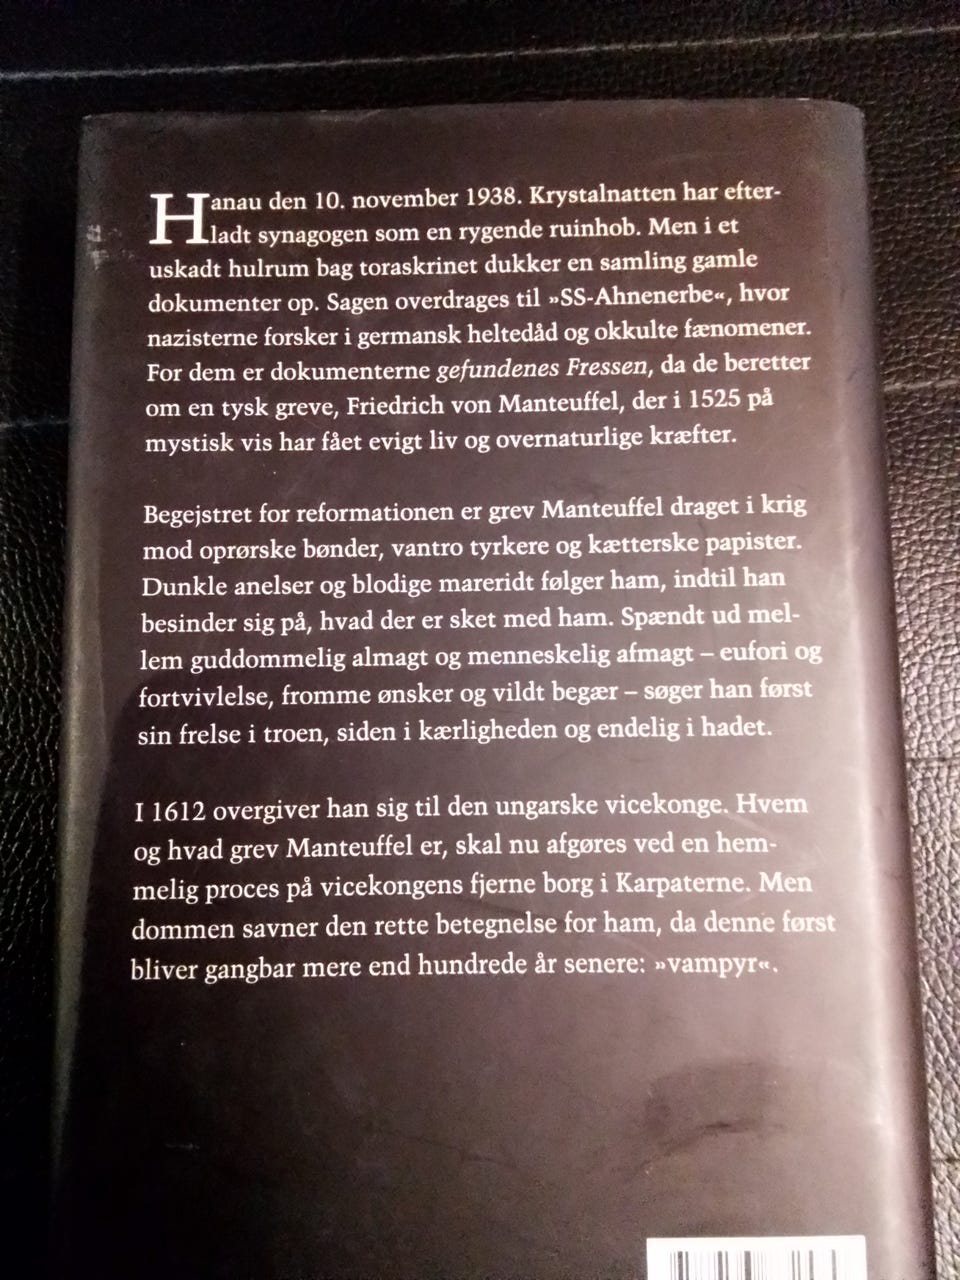 Hanau den 10. november 1938. Krystalnatten har efter-
ladt synagogen som en rygende ruinhob. Men i et
uskadt hulrum bag toraskrinet dukker en samling gamle
dokumenter op. Sagen overdrages til »SS-Ahnenerbe«, hvor
nazisterne forsker i germansk heltedåd og okkulte fænomener.
For dem er dokumenterne gefundenes Fressen, da de beretter
om en tysk greve, Friedrich von Manteuffel, der i 1525 på
mystisk vis har fået evigt liv og overnaturlige kræfter.
Begejstret for reformationen er grev Manteuffel draget i krig
mod oprørske bønder, vantro tyrkere og kætterske papister.
Dunkle anelser og blodige mareridt følger ham, indtil han
besinder sig på, hvad der er sket med ham. Spændt ud mel-
lem guddommelig almagt og menneskelig afmagt – eufori og
fortvivlelse, fromme ønsker og vildt begær – søger han først
sin frelse i troen, siden i kærligheden og endelig i hadet.
I 1612 overgiver han sig til den ungarske vicekonge. Hvem
og hvad grev Manteuffel er, skal nu afgøres ved en hem-
melig proces på vicekongens fjerne borg i Karpaterne. Men
dommen savner den rette betegnelse for ham, da denne først
bliver gangbar mere end hundrede år senere: »vampyr«.